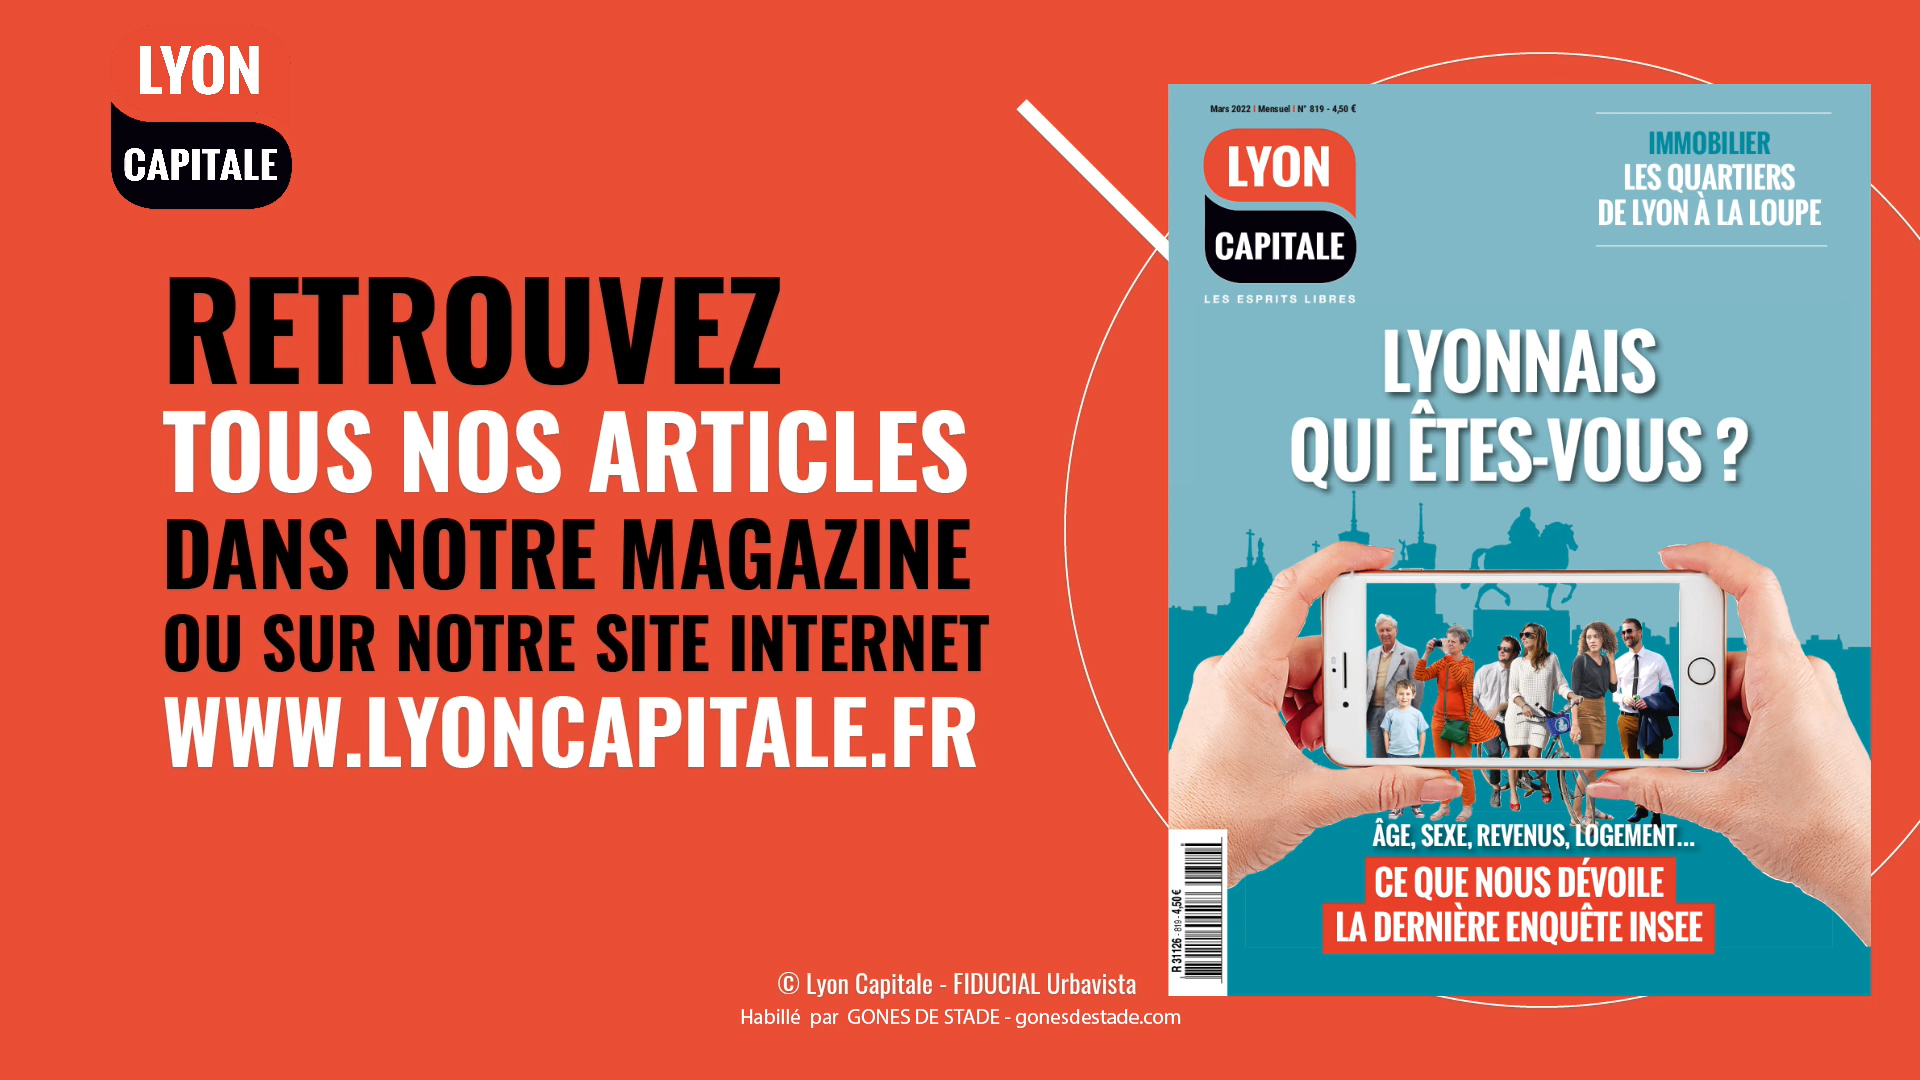 LYON
CAPITALE
RETROUVEZ
TOUS NOS ARTICLES
DANS NOTRE MAGAZINE
OU SUR NOTRE SITE INTERNET
WWW.LYONCAPITALE.FR
Mars 2022 I Mensuel I N° 819 - 4,50 €
LYON
CAPITALE
LES ESPRITS LIBRES
IMMOBILIER
LES QUARTIERS
DE LYON À LA LOUPE
LYONNAIS
QUI ÊTES-VOUS ?
ÂGE, SEXE, REVENUS, LOGEMENT...
CE QUE NOUS DÉVOILE
LA DERNIÈRE ENQUÊTE INSEE
R 31126 - 819 - 4,50 €
© Lyon Capitale - FIDUCIAL Urbavista
Habillé par GONES DE STADE - gonesdestade.com